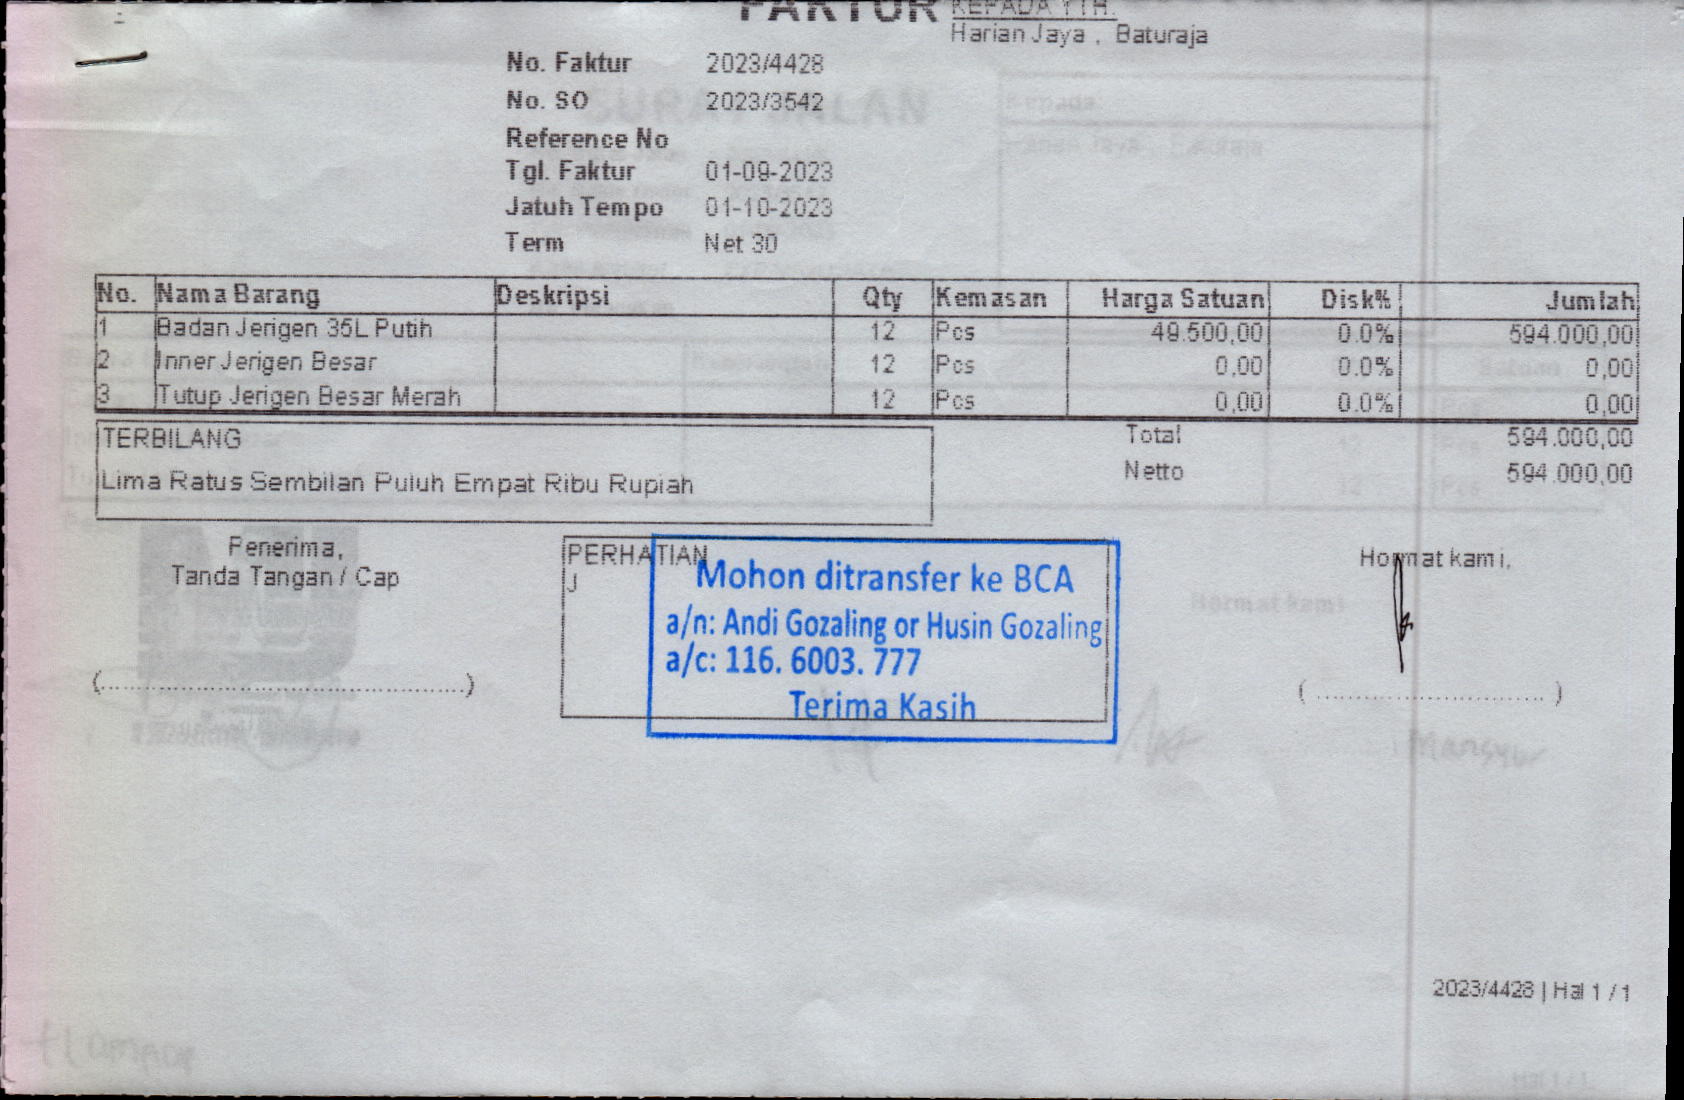 FAKTUR
KEPADA YTH.
Harian Jaya , Baturaja
No. Faktur 2023/4428
No. SO 2023/3542
Reference No
Tgl. Faktur 01-09-2023
Jatuh Tempo 01-10-2023
Term Net 30
No. Nama Barang Deskripsi Qty Kemasan Harga Satuan Disk% Jumlah
1 Badan Jerigen 35L Putih 12 Pcs 49.500,00 0.0% 594.000,00
2 Inner Jerigen Besar 12 Pcs 0,00 0.0% 0,00
3 Tutup Jerigen Besar Merah 12 Pcs 0,00 0.0% 0,00
TERBILANG Total 594.000,00
Lima Ratus Sembilan Puluh Empat Ribu Rupiah Netto 594.000,00
Penerima,
Tanda Tangan / Cap
(..........................................)
PERHATIAN
J
Mohon ditransfer ke BCA
a/n: Andi Gozaling or Husin Gozaling
a/c: 116. 6003. 777
Terima Kasih
Hormat kami,
( ............................ )
2023/4428 | Hal 1 / 1